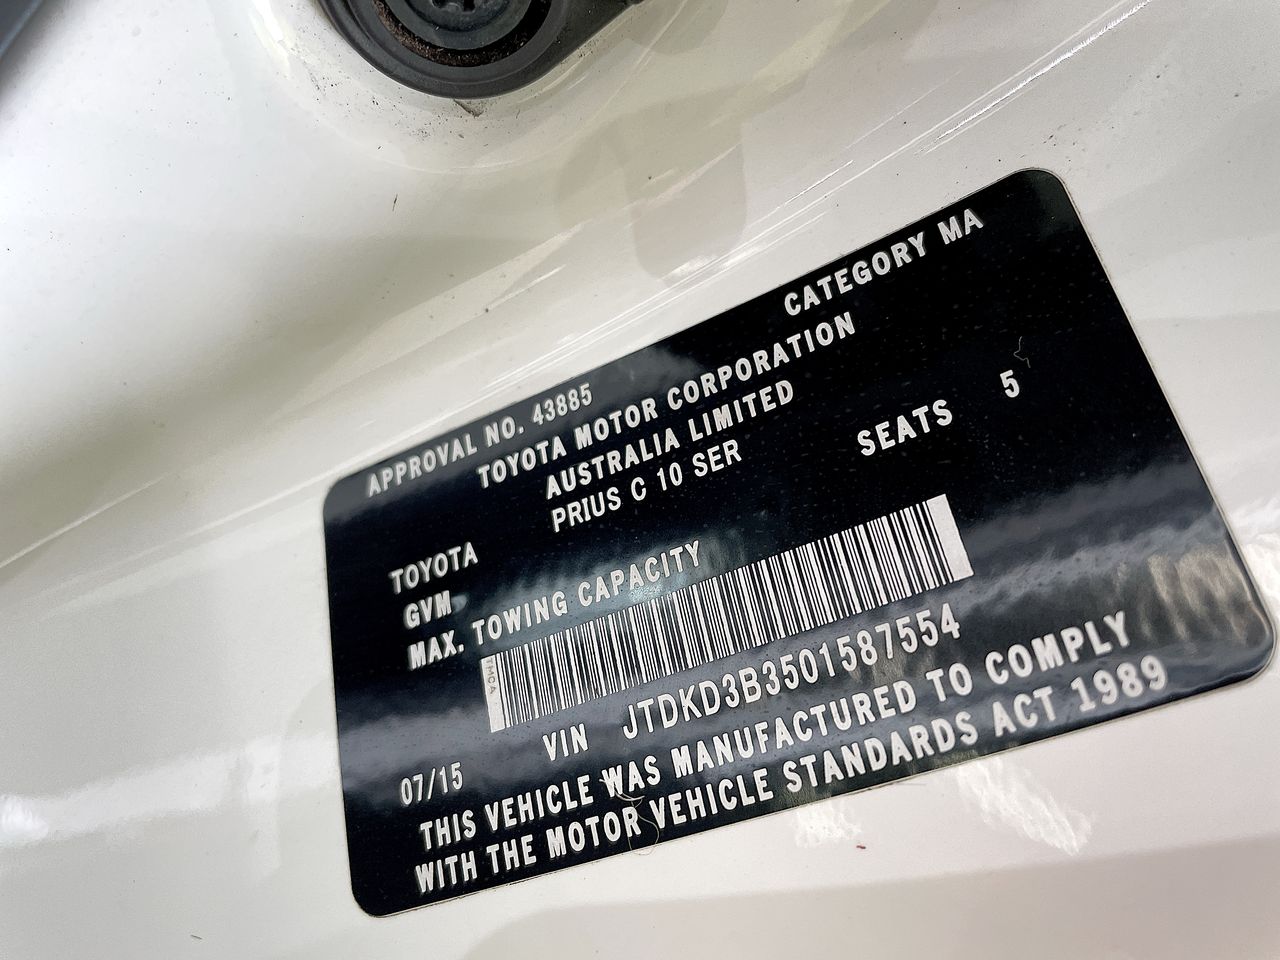 APPROVAL NO. 43885 CATEGORY MA
TOYOTA MOTOR CORPORATION
AUSTRALIA LIMITED
TOYOTA PRIUS C 10 SER
GVM SEATS 5
MAX. TOWING CAPACITY
TMCA
VIN JTDKD3B3501587554
07/15
THIS VEHICLE WAS MANUFACTURED TO COMPLY
WITH THE MOTOR VEHICLE STANDARDS ACT 1989